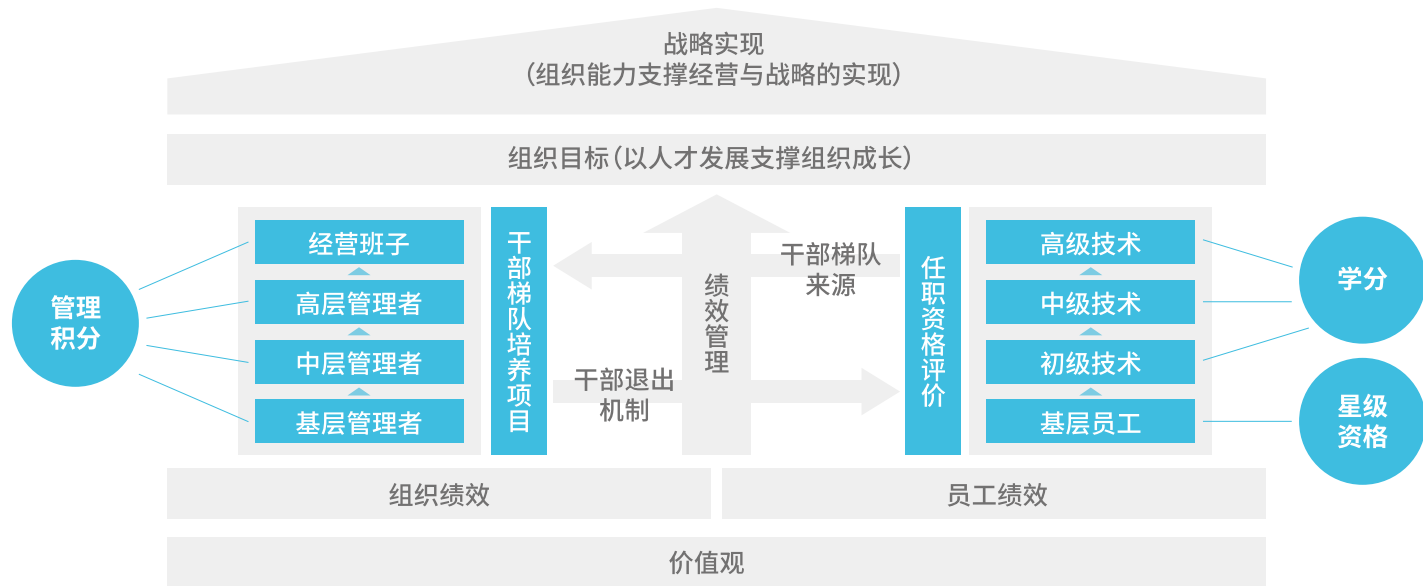 战略实现
（组织能力支撑经营与战略的实现）
组织目标（以人才发展支撑组织成长）
管理
积分
经营班子
高层管理者
中层管理者
基层管理者
干部梯队培养项目
干部梯队
来源
绩效管理
干部退出
机制
任职资格评价
高级技术
中级技术
初级技术
基层员工
学分
星级
资格
组织绩效
员工绩效
价值观